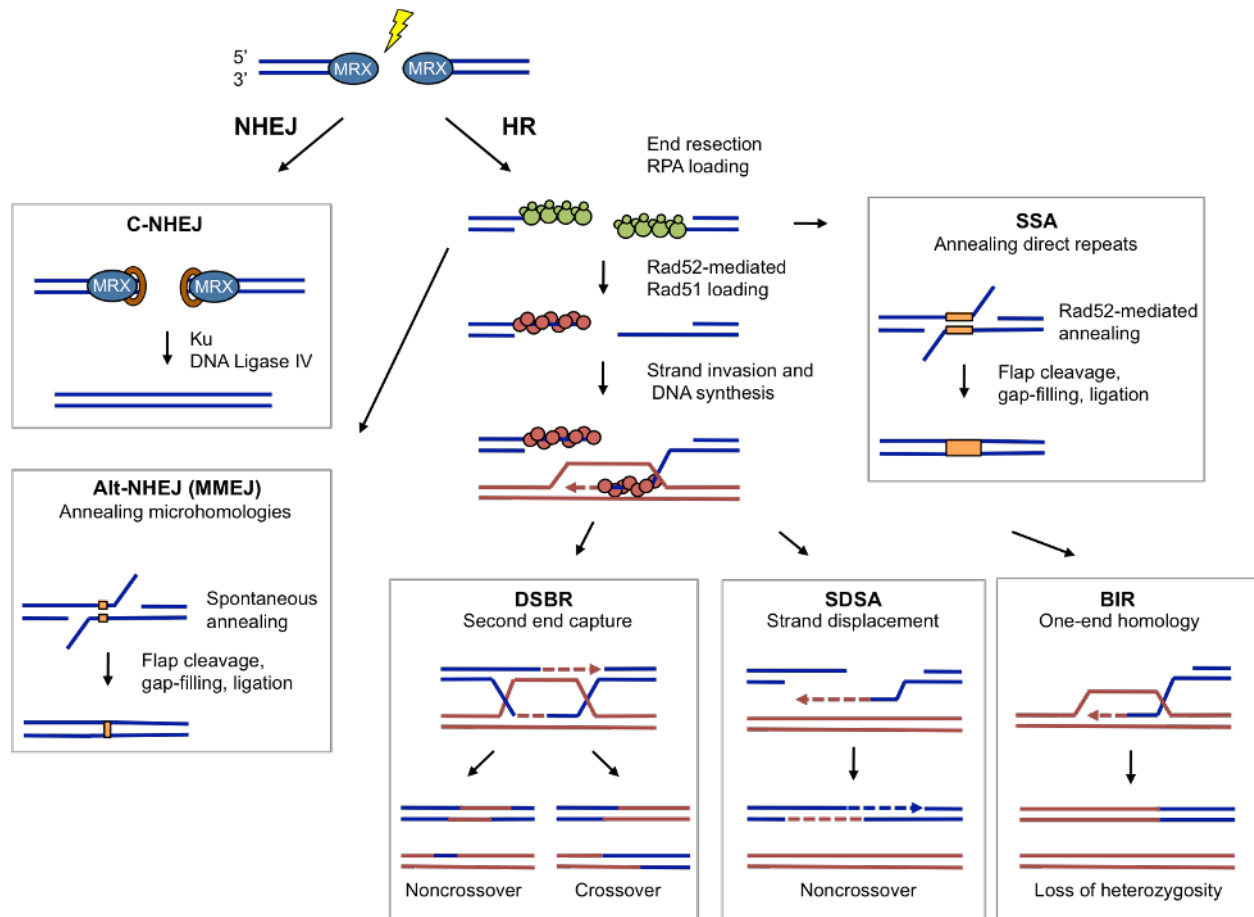 5'
3'
MRX
MRX
NHEJ
HR
End resection
RPA loading
C-NHEJ
MRX
MRX
Ku
DNA Ligase IV
Rad52-mediated
Rad51 loading
Strand invasion and
DNA synthesis
SSA
Annealing direct repeats
Rad52-mediated
annealing
Flap cleavage,
gap-filling, ligation
Alt-NHEJ (MMEJ)
Annealing microhomologies
Spontaneous
annealing
Flap cleavage,
gap-filling, ligation
DSBR
Second end capture
Noncrossover
Crossover
SDSA
Strand displacement
Noncrossover
BIR
One-end homology
Loss of heterozygosity